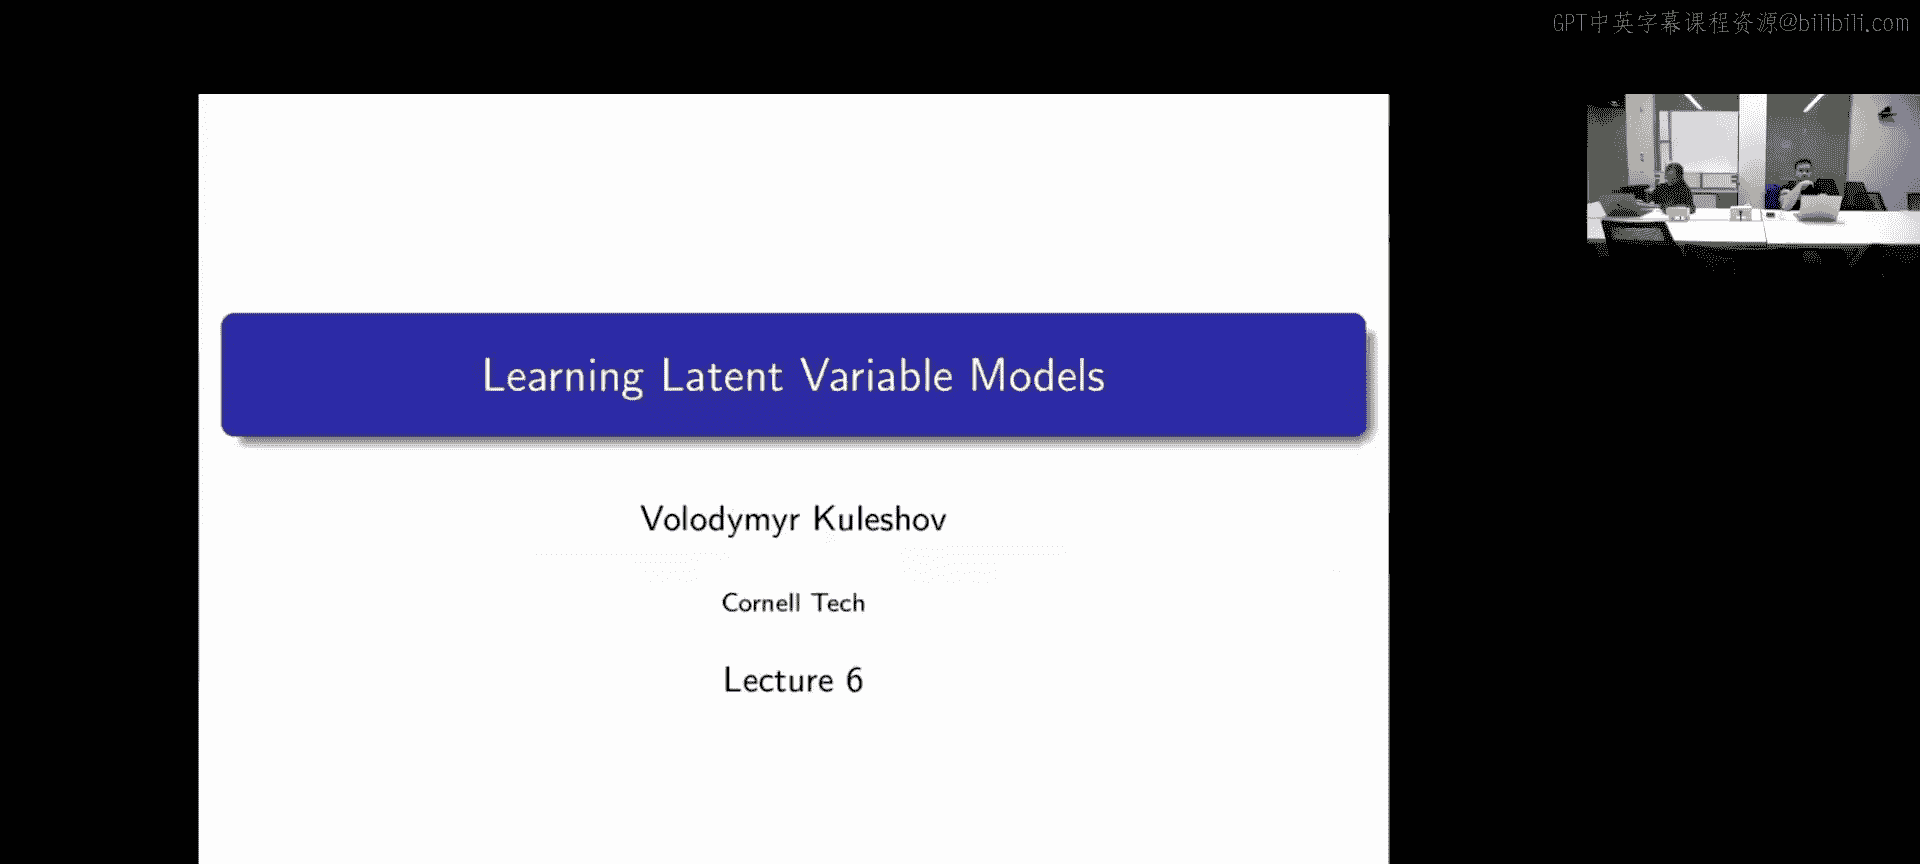 GPT中英字幕课程资源@bilibili.com
Learning Latent Variable Models
Volodymyr Kuleshov
Cornell Tech
Lecture 6